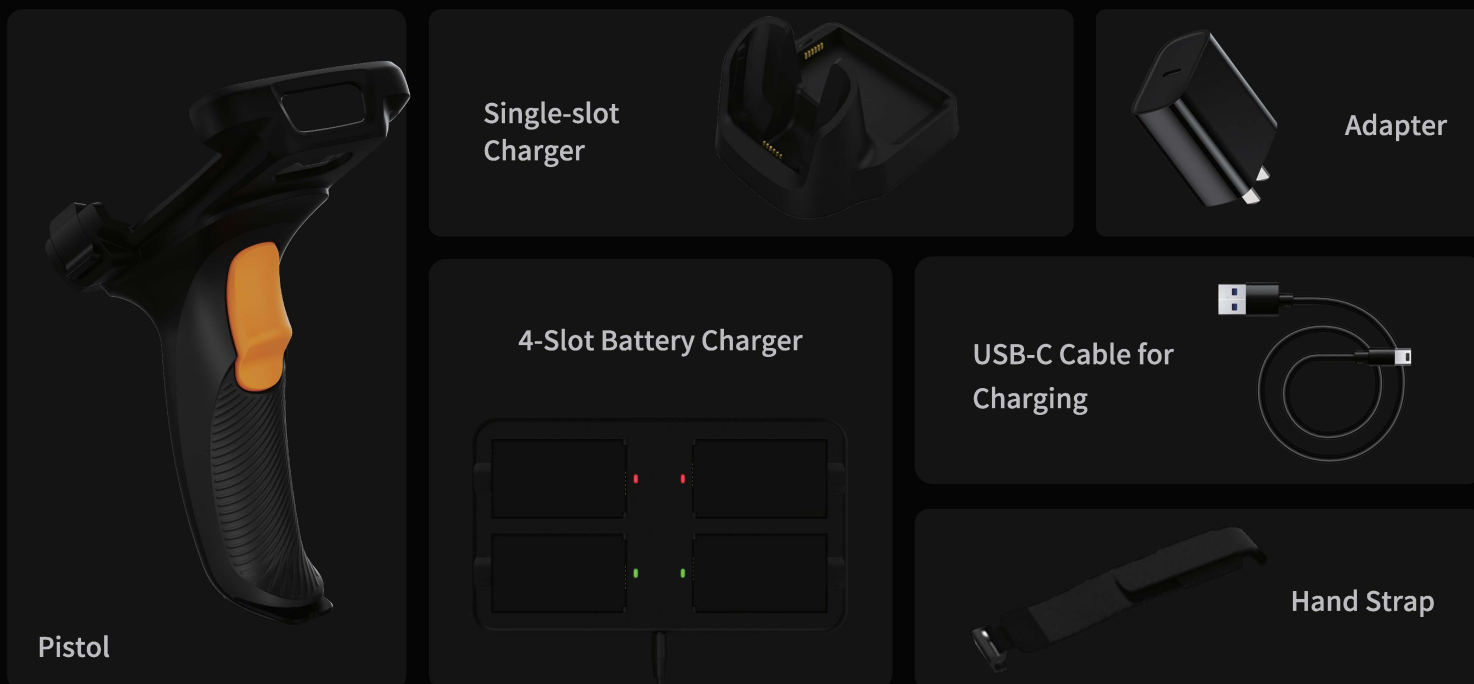 Single-slot
Charger
Adapter
4-Slot Battery Charger
USB-C Cable for
Charging
Hand Strap
Pistol